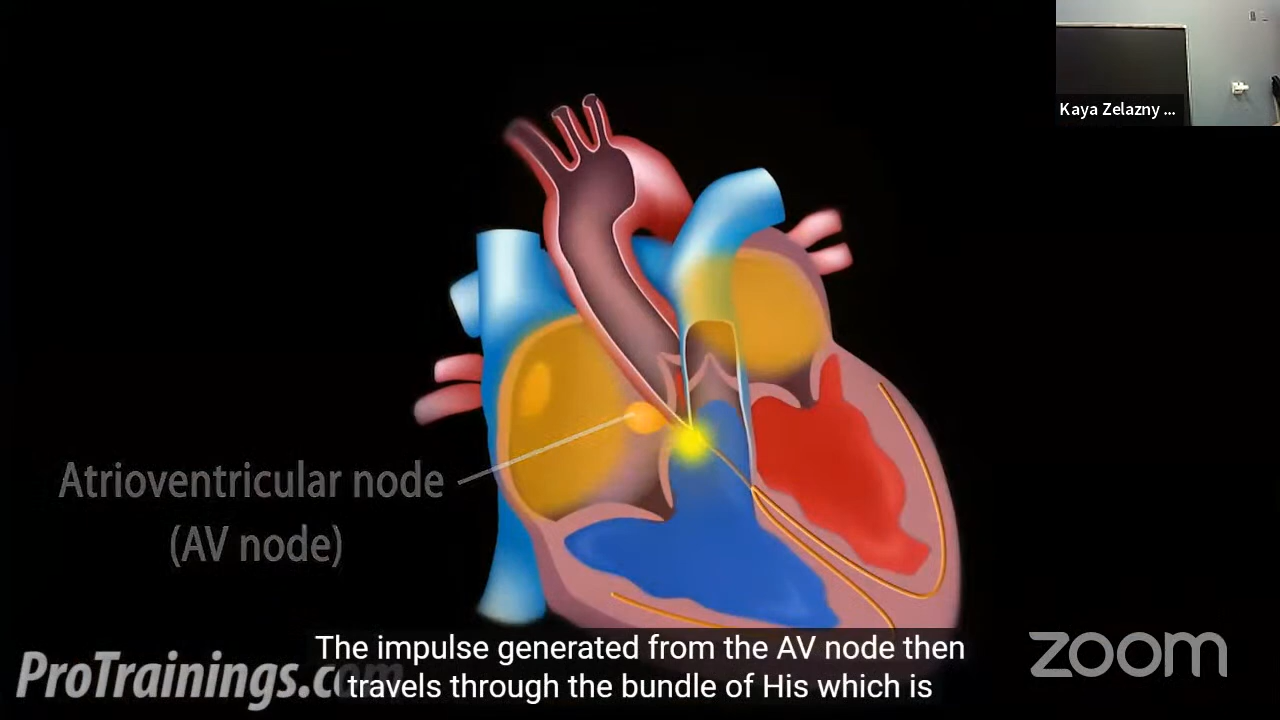 Kaya Zelazny ...
Atrioventricular node
(AV node)
The impulse generated from the AV node then
travels through the bundle of His which is
ProTrainings.com
zoom